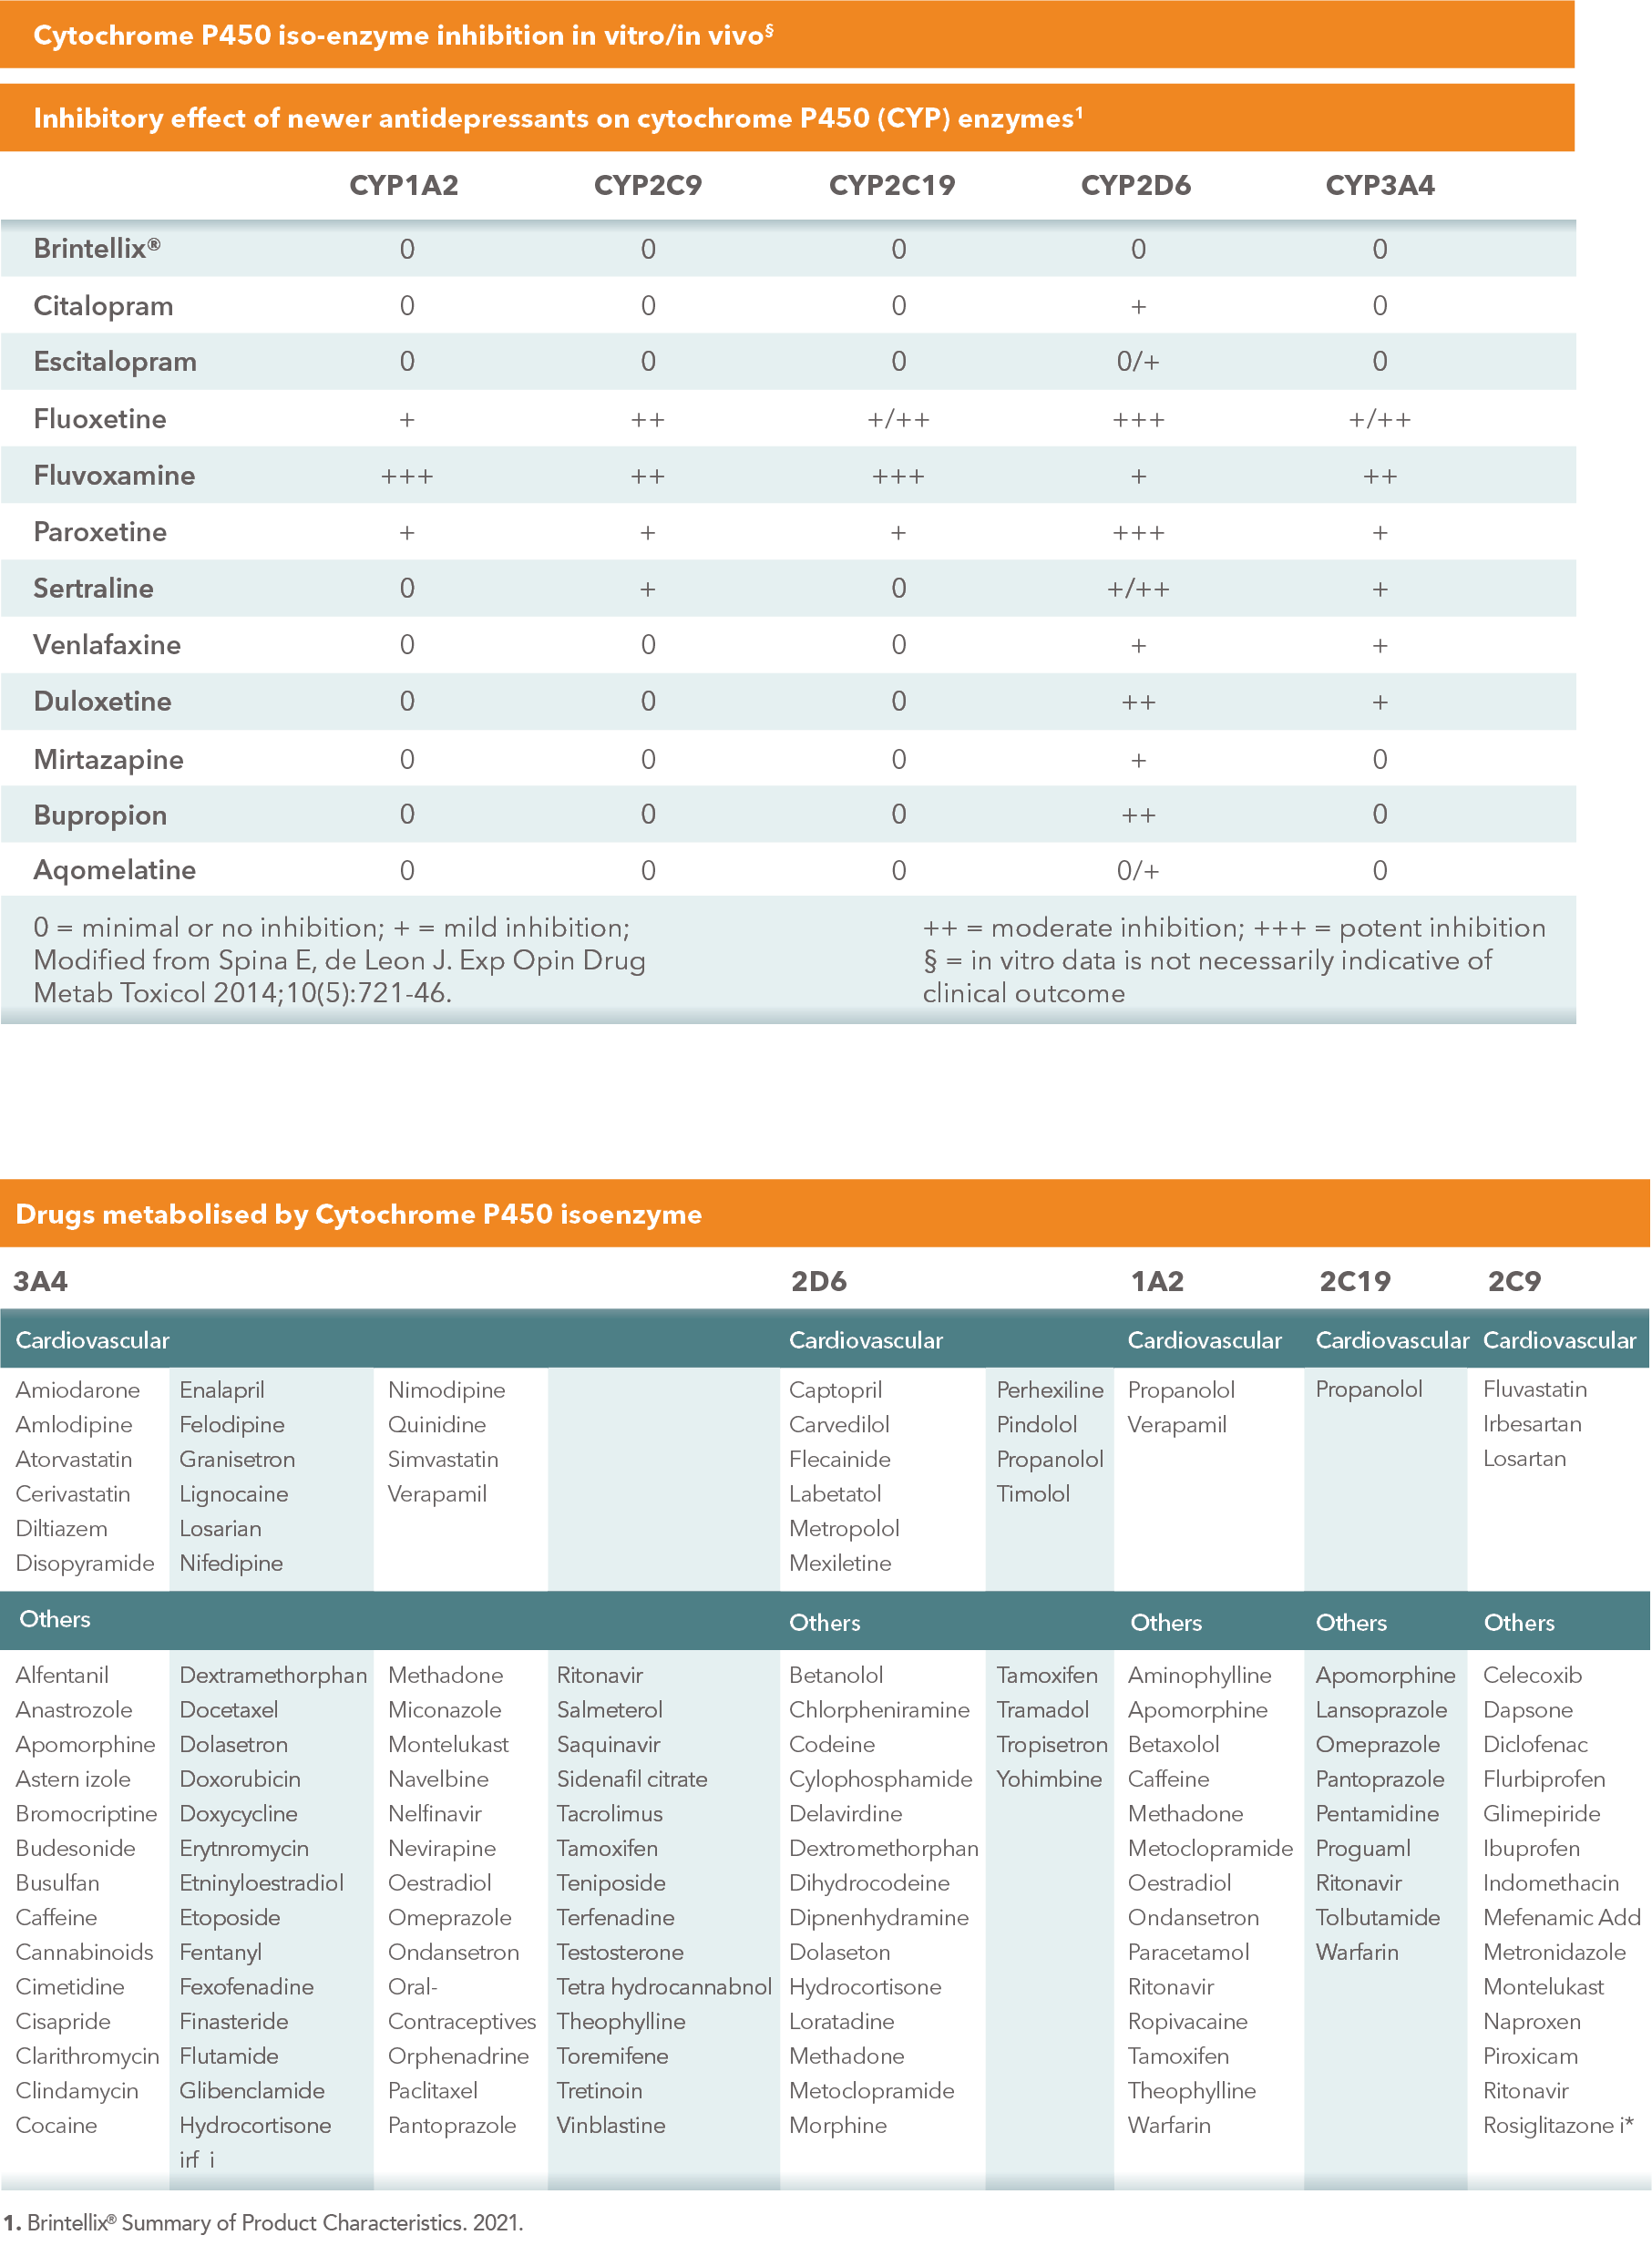 Cytochrome P450 iso-enzyme inhibition in vitro/in vivo§
Inhibitory effect of newer antidepressants on cytochrome P450 (CYP) enzymes¹
CYP1A2 CYP2C9 CYP2C19 CYP2D6 CYP3A4
Brintellix® 0 0 0 0 0
Citalopram 0 0 0 + 0
Escitalopram 0 0 0 0/+ 0
Fluoxetine + ++ +/++ +++ +/++
Fluvoxamine +++ ++ +++ + ++
Paroxetine + + + +++ +
Sertraline 0 + 0 +/++ +
Venlafaxine 0 0 0 + +
Duloxetine 0 0 0 ++ +
Mirtazapine 0 0 0 + 0
Bupropion 0 0 0 ++ 0
Aqomelatine 0 0 0 0/+ 0
0 = minimal or no inhibition; + = mild inhibition; ++ = moderate inhibition; +++ = potent inhibition
Modified from Spina E, de Leon J. Exp Opin Drug § = in vitro data is not necessarily indicative of
Metab Toxicol 2014;10(5):721-46. clinical outcome
Drugs metabolised by Cytochrome P450 isoenzyme
3A4 2D6 1A2 2C19 2C9
Cardiovascular Cardiovascular Cardiovascular Cardiovascular Cardiovascular
Amiodarone Enalapril Nimodipine Captopril Perhexiline Propanolol Propanolol Fluvastatin
Amlodipine Felodipine Quinidine Carvedilol Pindolol Verapamil Irbesartan
Atorvastatin Granisetron Simvastatin Flecainide Propanolol Losartan
Cerivastatin Lignocaine Verapamil Labetatol Timolol
Diltiazem Losarian Metropolol
Disopyramide Nifedipine Mexiletine
Others Others Others Others Others
Alfentanil Dextramethorphan Methadone Ritonavir Betanolol Tamoxifen Aminophylline Apomorphine Celecoxib
Anastrozole Docetaxel Miconazole Salmeterol Chlorpheniramine Tramadol Apomorphine Lansoprazole Dapsone
Apomorphine Dolasetron Montelukast Saquinavir Codeine Tropisetron Betaxolol Omeprazole Diclofenac
Astern izole Doxorubicin Navelbine Sidenafil citrate Cylophosphamide Yohimbine Caffeine Pantoprazole Flurbiprofen
Bromocriptine Doxycycline Nelfinavir Tacrolimus Delavirdine Methadone Pentamidine Glimepiride
Budesonide Erytnromycin Nevirapine Tamoxifen Dextromethorphan Metoclopramide Proguaml Ibuprofen
Busulfan Etninyloestradiol Oestradiol Teniposide Dihydrocodeine Oestradiol Ritonavir Indomethacin
Caffeine Etoposide Omeprazole Terfenadine Dipnenhydramine Ondansetron Tolbutamide Mefenamic Add
Cannabinoids Fentanyl Ondansetron Testosterone Dolaseton Paracetamol Warfarin Metronidazole
Cimetidine Fexofenadine Oral- Tetra hydrocannabnol Hydrocortisone Ritonavir Montelukast
Cisapride Finasteride Contraceptives Theophylline Loratadine Ropivacaine Naproxen
Clarithromycin Flutamide Orphenadrine Toremifene Methadone Tamoxifen Piroxicam
Clindamycin Glibenclamide Paclitaxel Tretinoin Metoclopramide Theophylline Ritonavir
Cocaine Hydrocortisone Pantoprazole Vinblastine Morphine Warfarin Rosiglitazone i*
irf i
1. Brintellix® Summary of Product Characteristics. 2021.